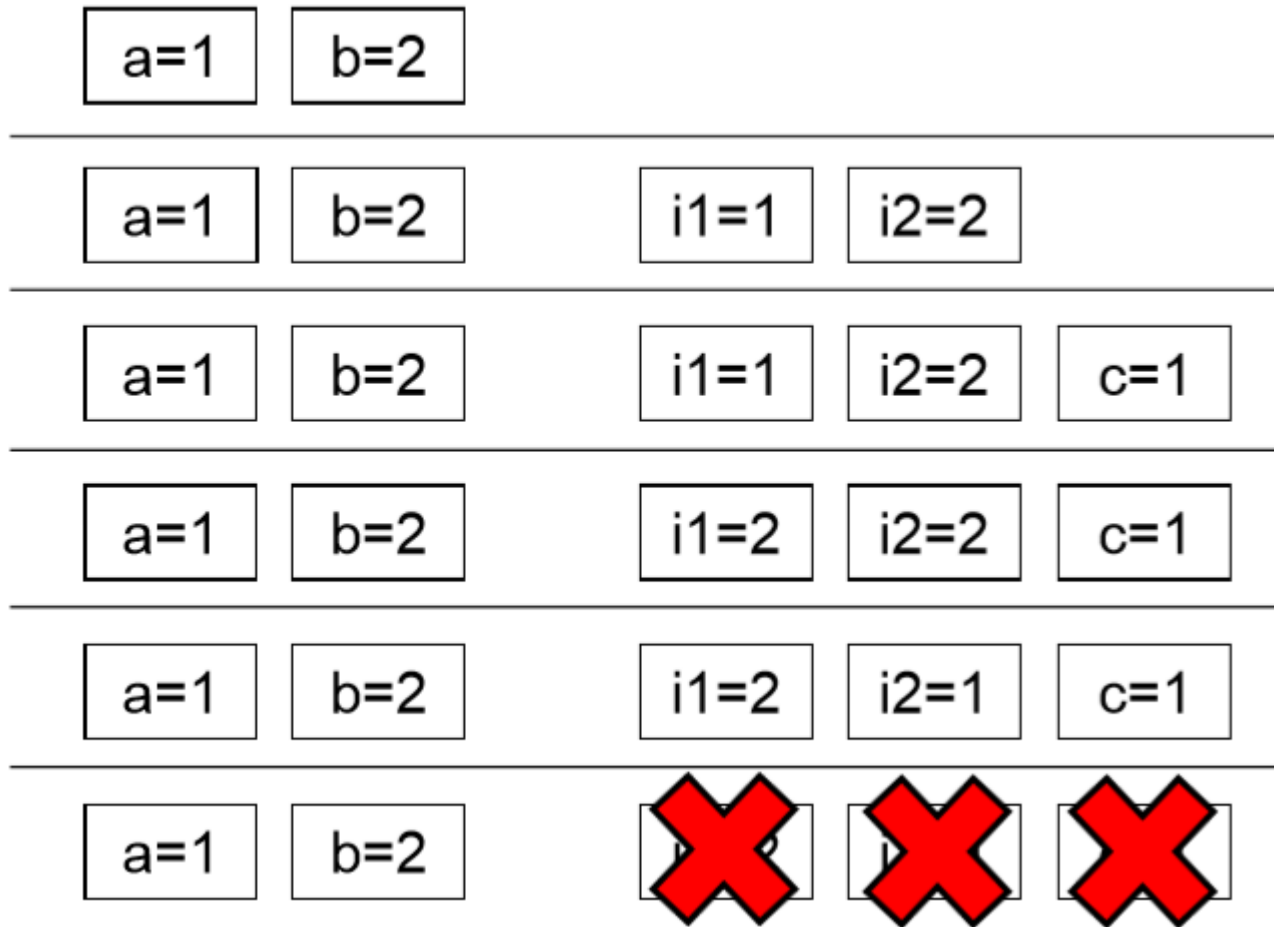 a=1 b=2
a=1 b=2 i1=1 i2=2
a=1 b=2 i1=1 i2=2 c=1
a=1 b=2 i1=2 i2=2 c=1
a=1 b=2 i1=2 i2=1 c=1
a=1 b=2